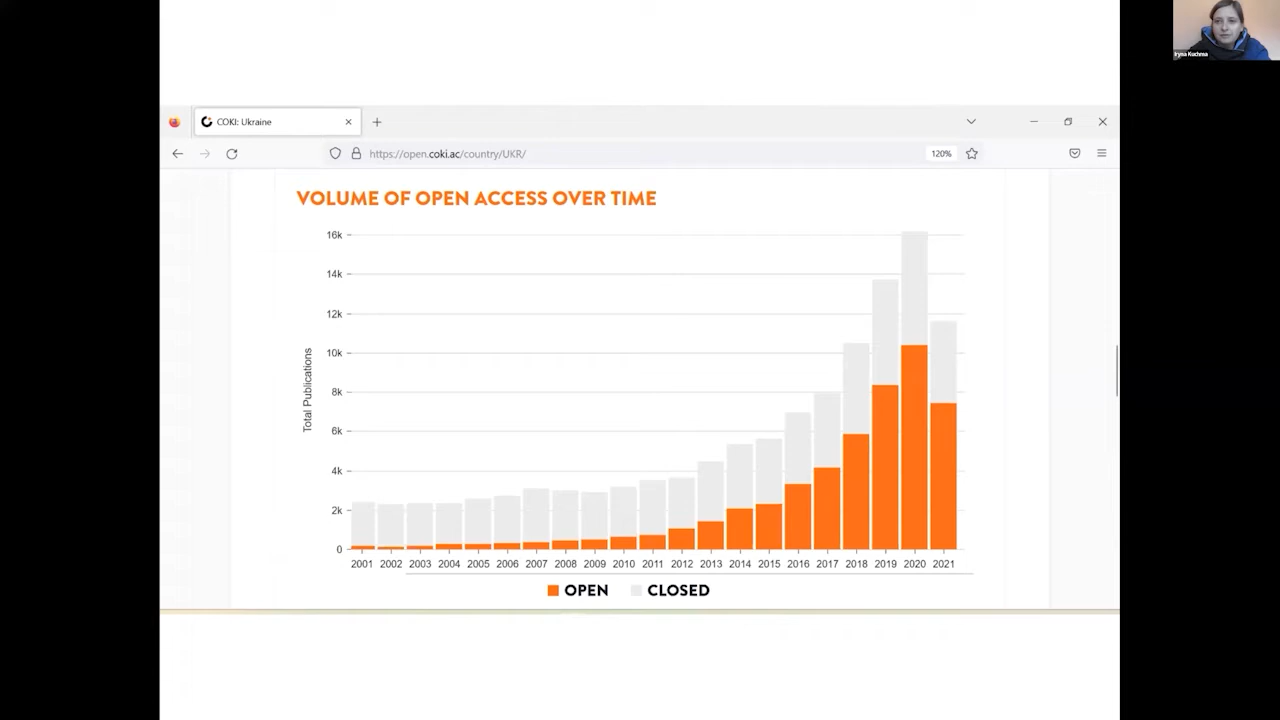 Iryna Kuchma
COKI: Ukraine
https://open.coki.ac/country/UKR/
120%
VOLUME OF OPEN ACCESS OVER TIME
16k
14k
12k
10k
8k
6k
4k
2k
0
Total Publications
2001 2002 2003 2004 2005 2006 2007 2008 2009 2010 2011 2012 2013 2014 2015 2016 2017 2018 2019 2020 2021
OPEN CLOSED